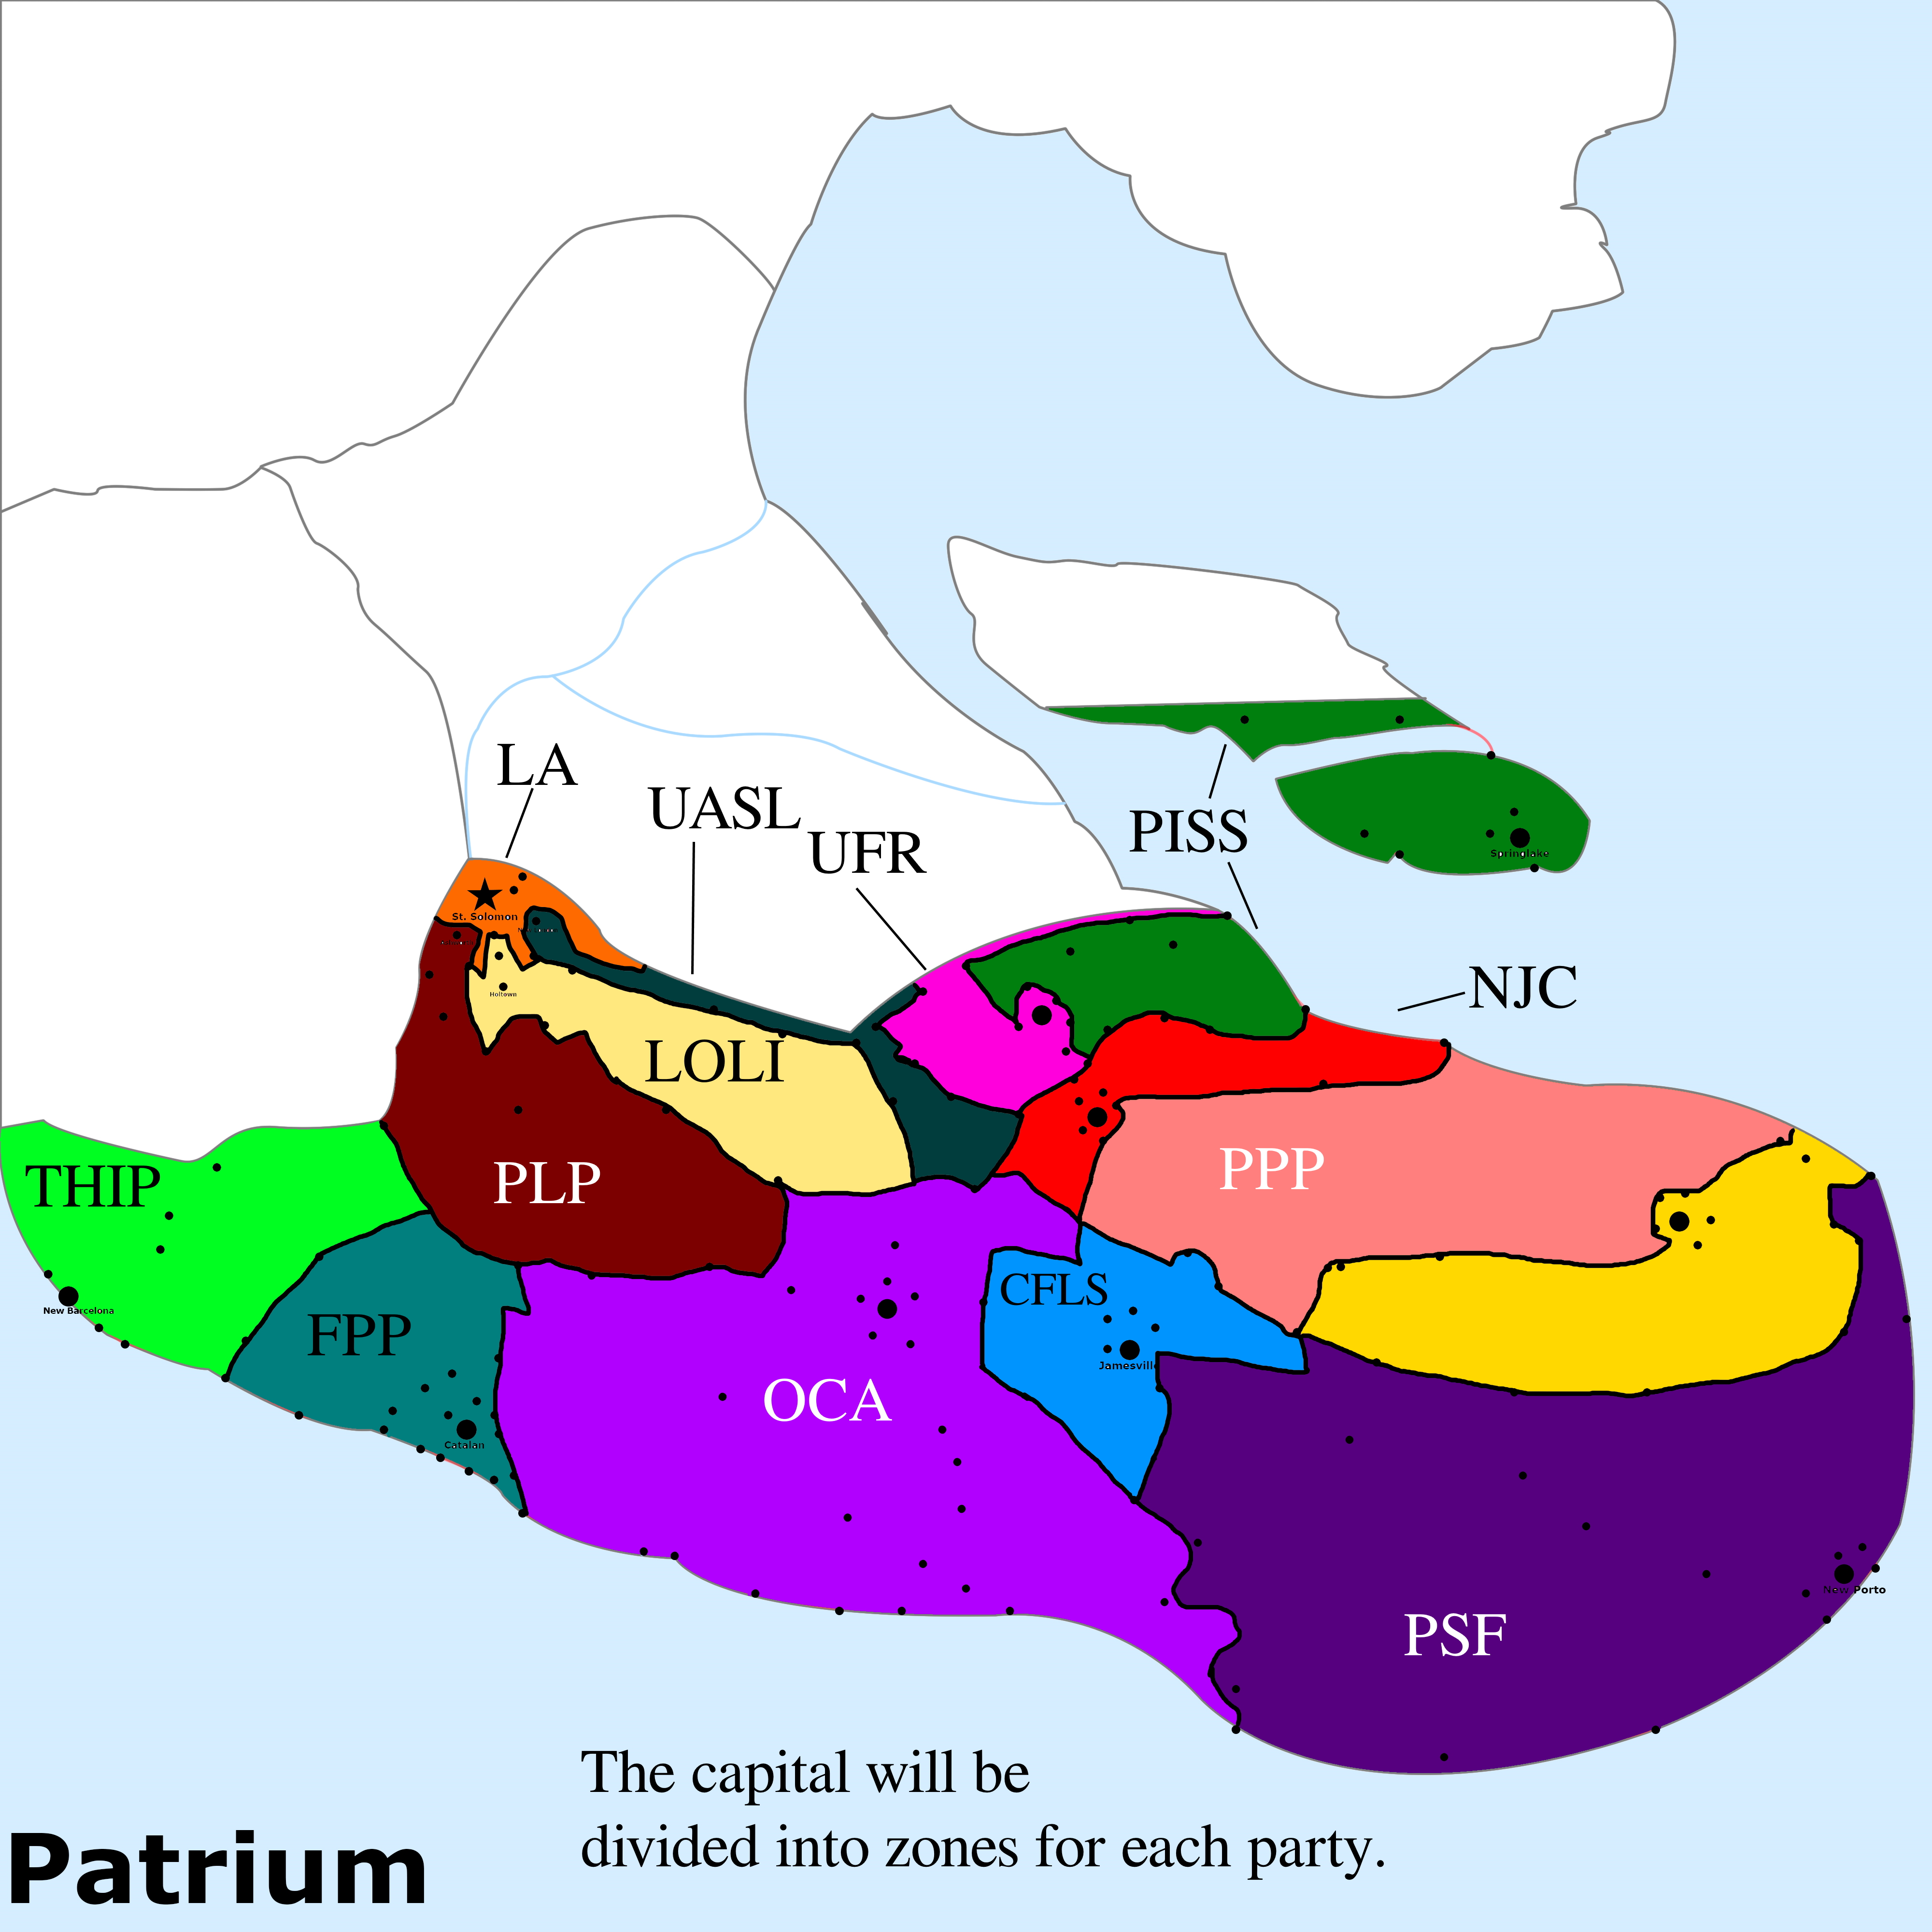 LA
UASL
UFR
PISS
Springlake
St. Solomon
NJC
Holtown
LOLI
THIP
PLP
PPP
CFLS
New Barcelona
FPP
Jamesville
OCA
Catalan
New Porto
PSF
The capital will be
divided into zones for each party.
Patrium